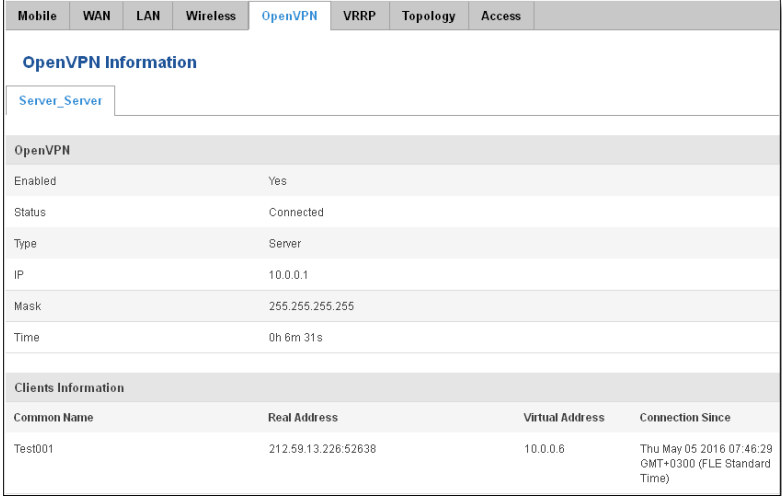 Mobile WAN LAN Wireless OpenVPN VRRP Topology Access
OpenVPN Information
Server_Server
OpenVPN
Enabled Yes
Status Connected
Type Server
IP 10.0.0.1
Mask 255.255.255.255
Time 0h 6m 31s
Clients Information
Common Name Real Address Virtual Address Connection Since
Test001 212.59.13.226:52638 10.0.0.6 Thu May 05 2016 07:46:29
GMT+0300 (FLE Standard
Time)